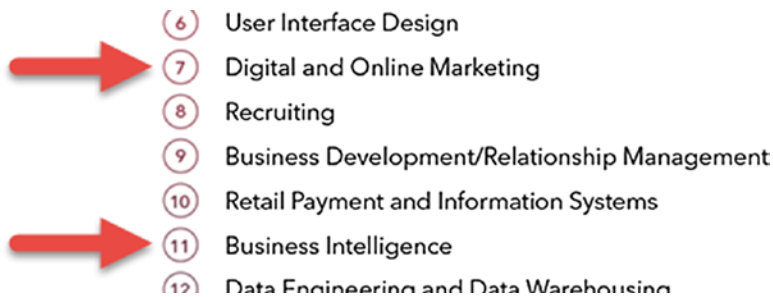 6 User Interface Design
7 Digital and Online Marketing
8 Recruiting
9 Business Development/Relationship Management
10 Retail Payment and Information Systems
11 Business Intelligence
12 Data Engineering and Data Warehousing